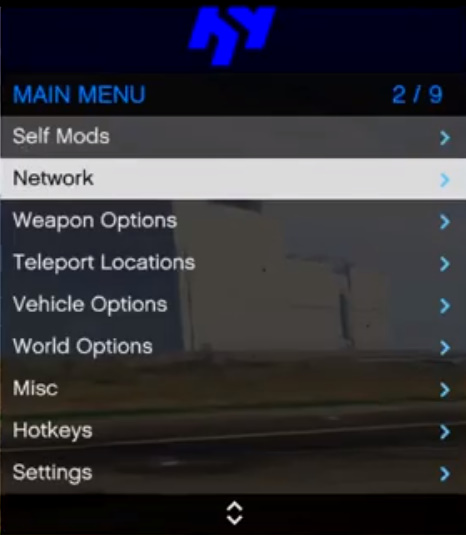 MAIN MENU 2 / 9
Self Mods
Network
Weapon Options
Teleport Locations
Vehicle Options
World Options
Misc
Hotkeys
Settings